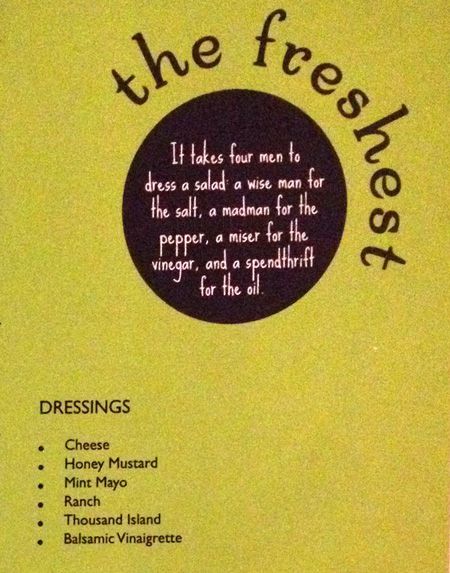 the freshest
It takes four men to
dress a salad: a wise man for
the salt, a madman for the
pepper, a miser for the
vinegar, and a spendthrift
for the oil.
DRESSINGS
• Cheese
• Honey Mustard
• Mint Mayo
• Ranch
• Thousand Island
• Balsamic Vinaigrette